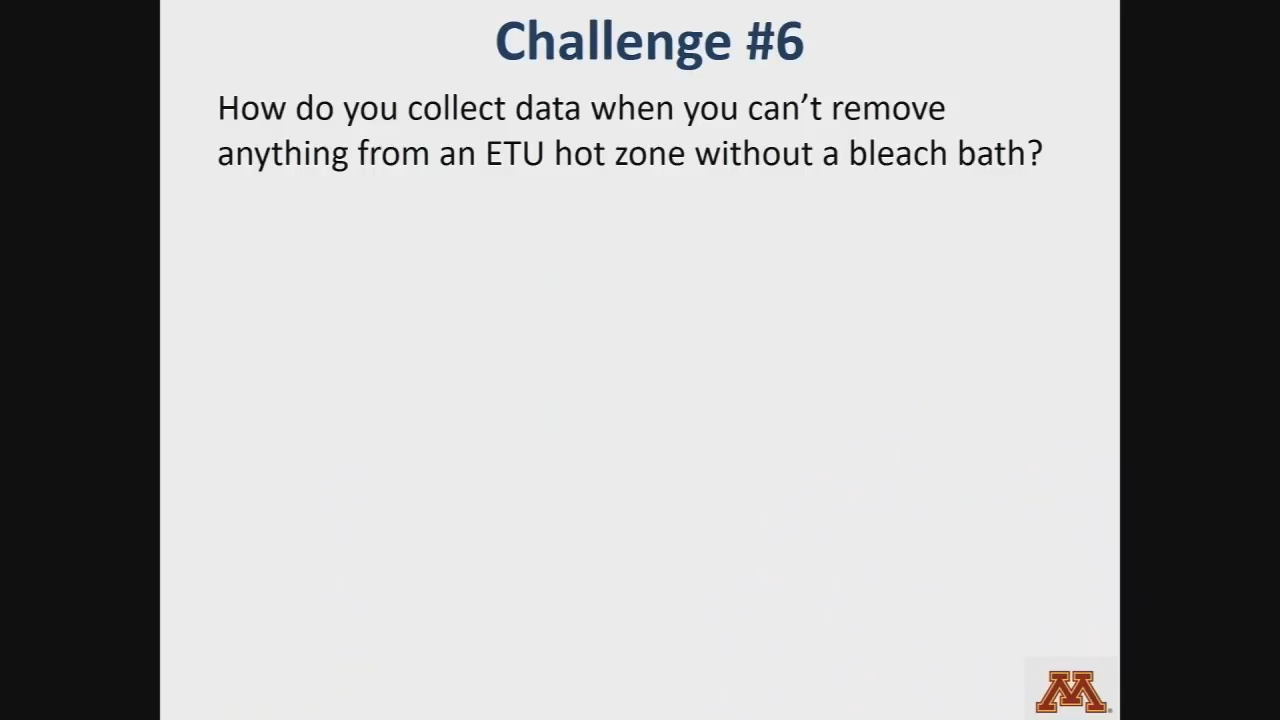 Challenge #6
How do you collect data when you can’t remove
anything from an ETU hot zone without a bleach bath?
M